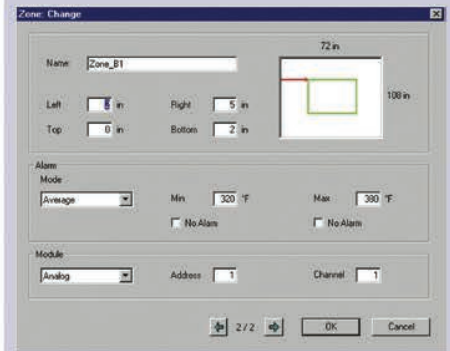 Zone: Change
72 in
Name: Zone_B1
108 in
Left in Right 5 in
Top 8 in Bottom 2 in
Alarm
Mode
Average Min 320 °F Max 380 °F
No Alarm No Alarm
Module
Analog Address 1 Channel 1
2/2 OK Cancel